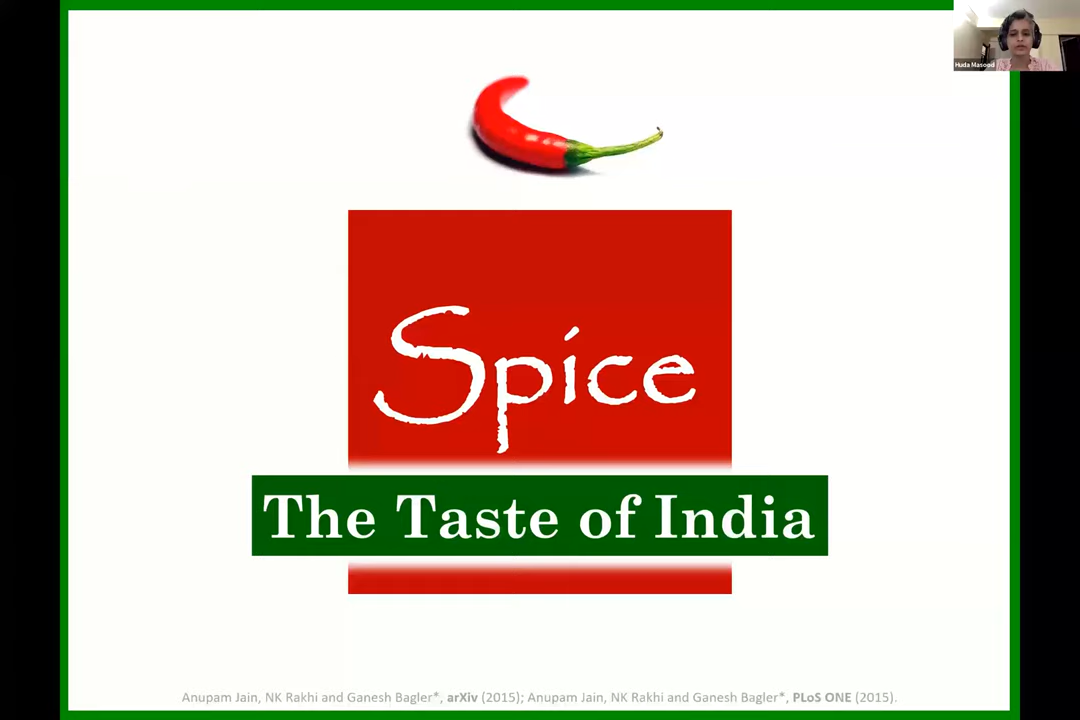 Huda Masood
Spice
The Taste of India
Anupam Jain, NK Rakhi and Ganesh Bagler*, arXiv (2015); Anupam Jain, NK Rakhi and Ganesh Bagler*, PLoS ONE (2015).